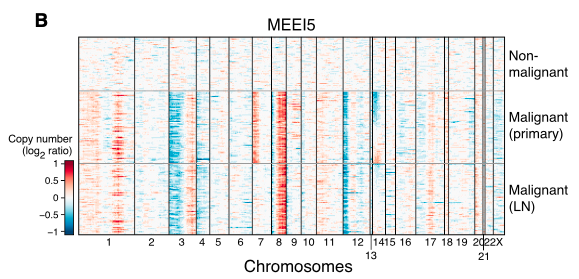 B
MEEI5
Non-
malignant
Malignant
(primary)
Malignant
(LN)
Copy number
(log2 ratio)
1
0.5
0
−0.5
−1
1 2 3 4 5 6 7 8 9 10 11 12 13 14 15 16 17 18 19 20 21 22 X
Chromosomes